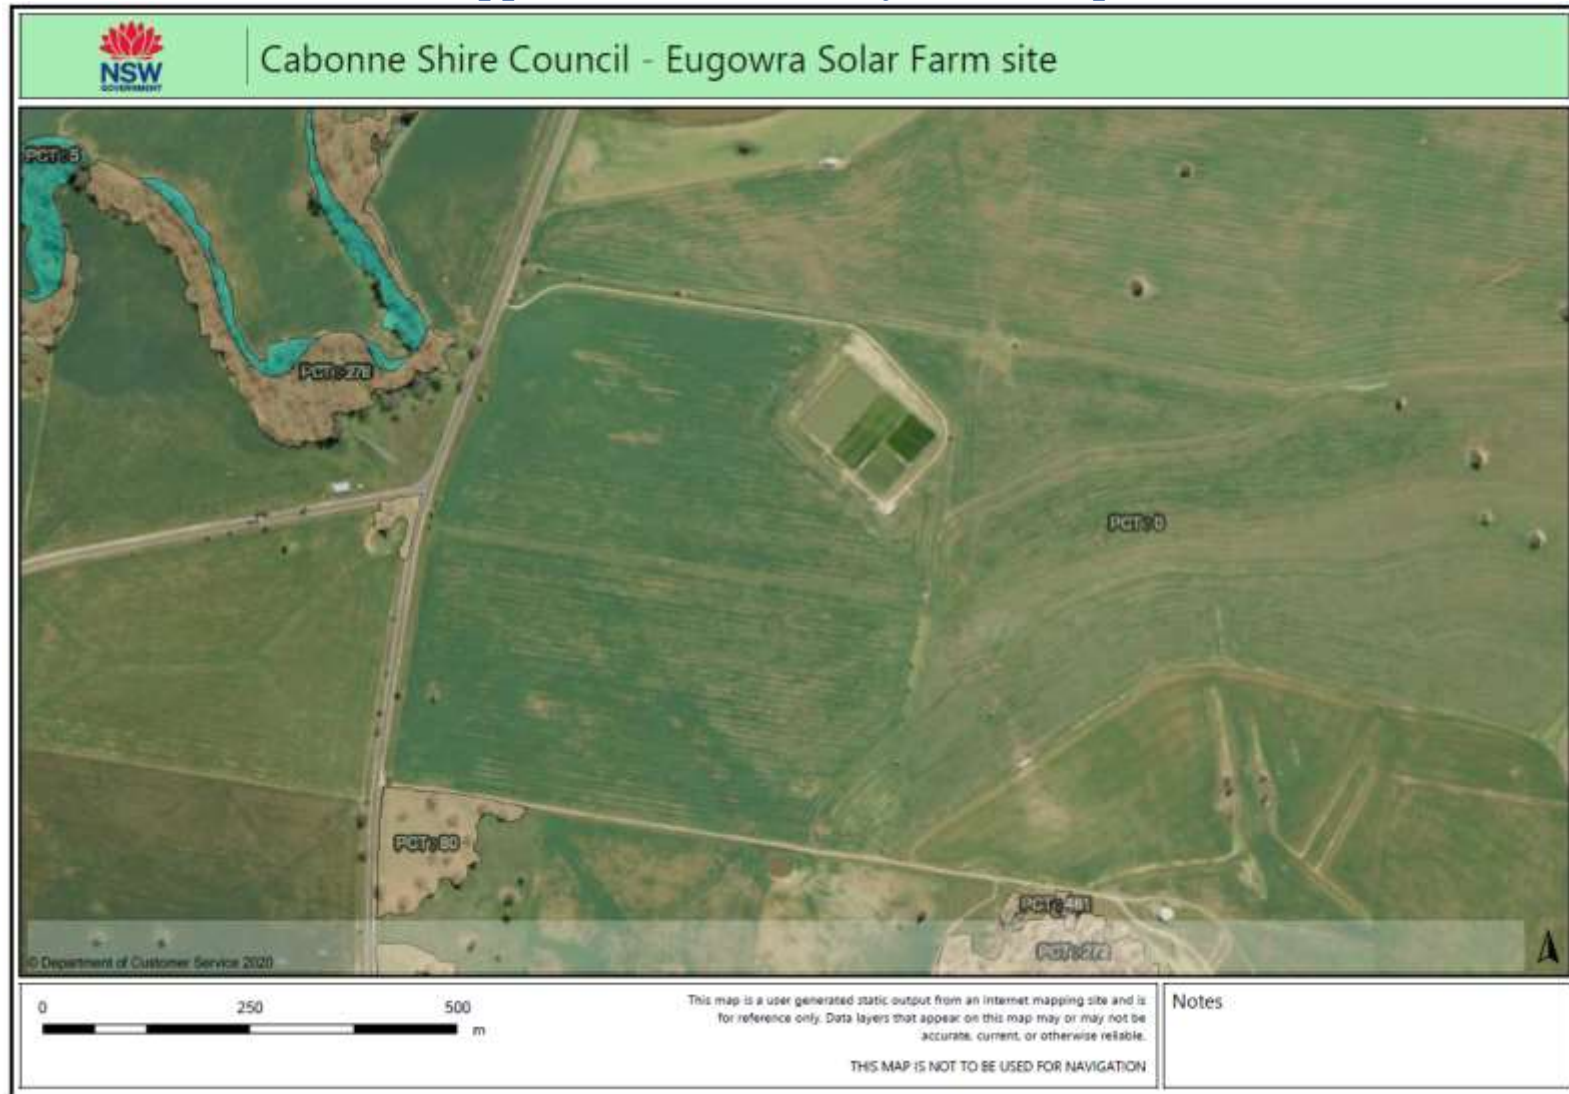 NSW
GOVERNMENT
Cabonne Shire Council - Eugowra Solar Farm site
PCT : 5
PCT : 278
PCT : 0
PCT : 80
PCT : 481
PCT : 272
© Department of Customer Service 2020
0 250 500
m
This map is a user generated static output from an Internet mapping site and is
for reference only. Data layers that appear on this map may or may not be
accurate, current, or otherwise reliable.
THIS MAP IS NOT TO BE USED FOR NAVIGATION
Notes